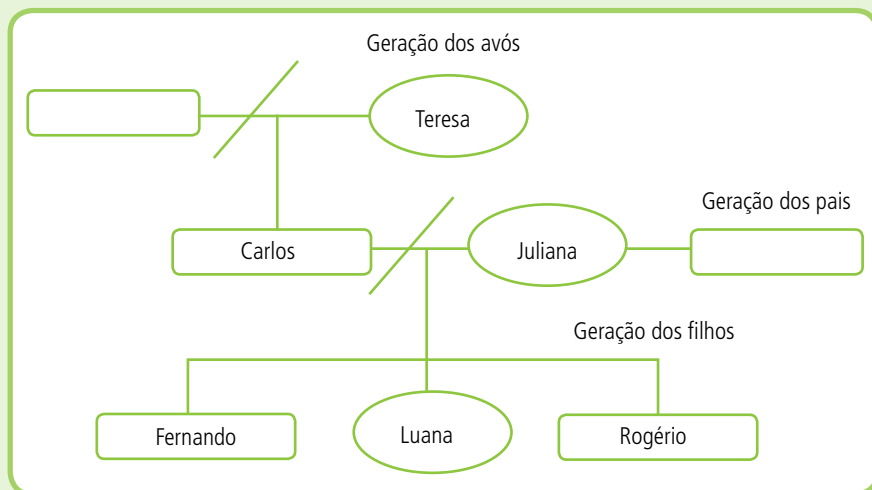 Geração dos avós
Teresa
Geração dos pais
Carlos
Juliana
Geração dos filhos
Fernando
Luana
Rogério